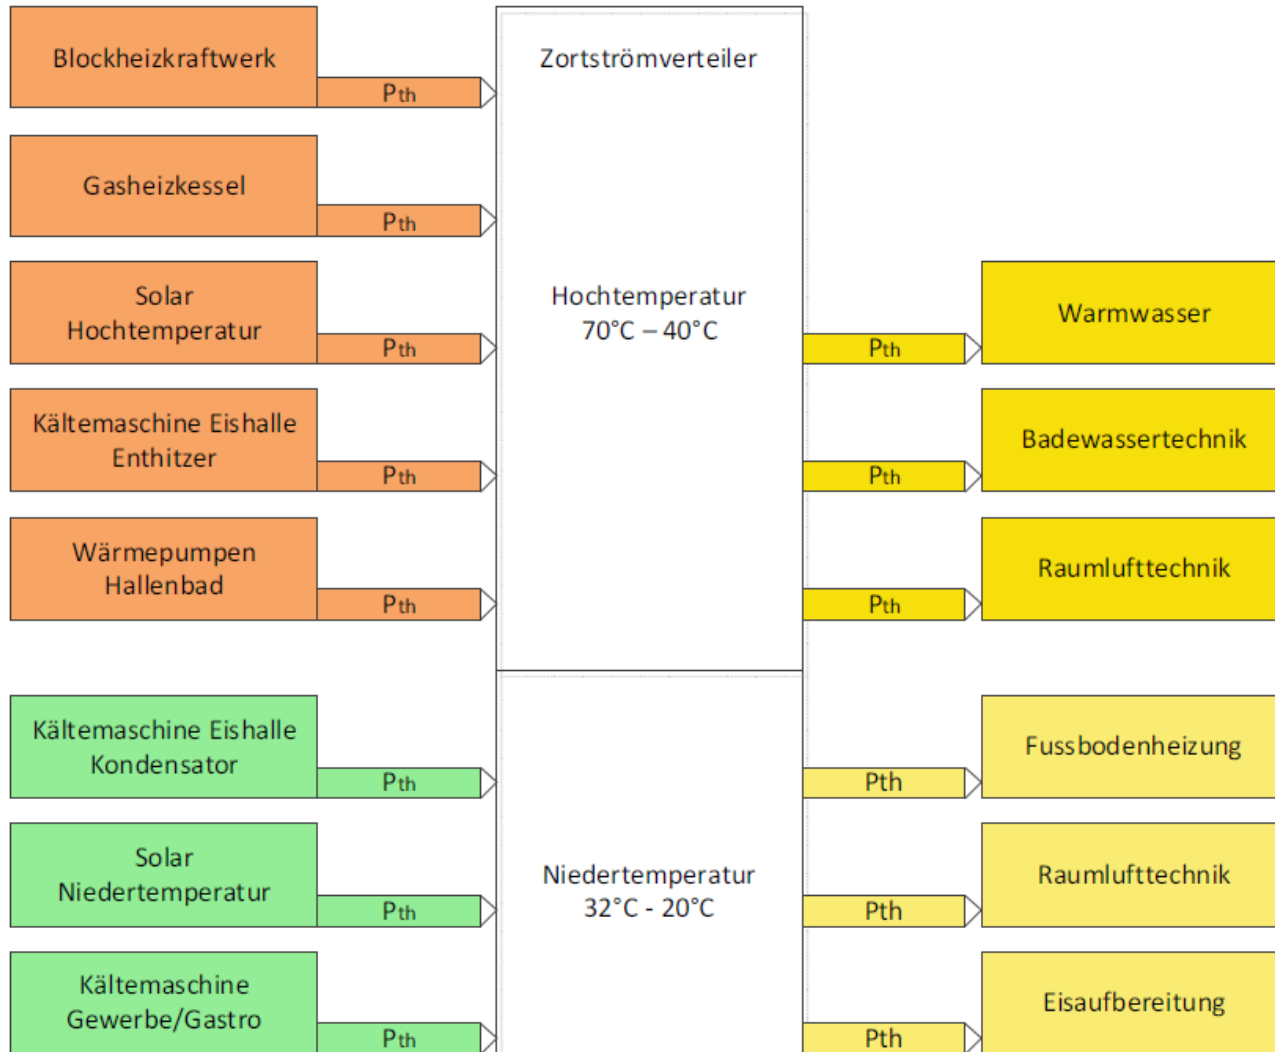 Blockheizkraftwerk
Pth
Zortströmverteiler
Gasheizkessel
Pth
Solar
Hochtemperatur
Pth
Hochtemperatur
70°C – 40°C
Warmwasser
Pth
Kältemaschine Eishalle
Enthitzer
Pth
Badewassertechnik
Pth
Wärmepumpen
Hallenbad
Pth
Raumlufttechnik
Pth
Kältemaschine Eishalle
Kondensator
Pth
Fussbodenheizung
Pth
Solar
Niedertemperatur
Pth
Niedertemperatur
32°C - 20°C
Raumlufttechnik
Pth
Kältemaschine
Gewerbe/Gastro
Pth
Eisaufbereitung
Pth